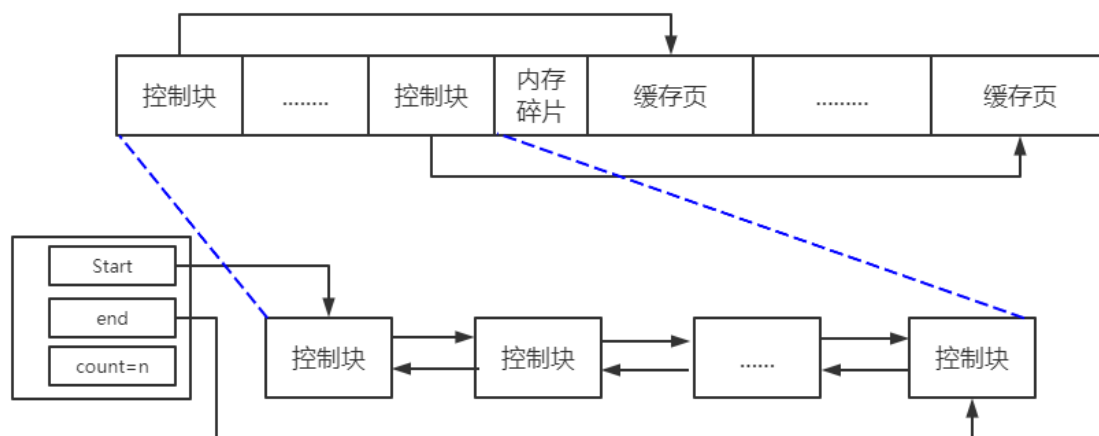 控制块
........
控制块
内存
碎片
缓存页
.........
缓存页
Start
end
count=n
控制块
控制块
......
控制块